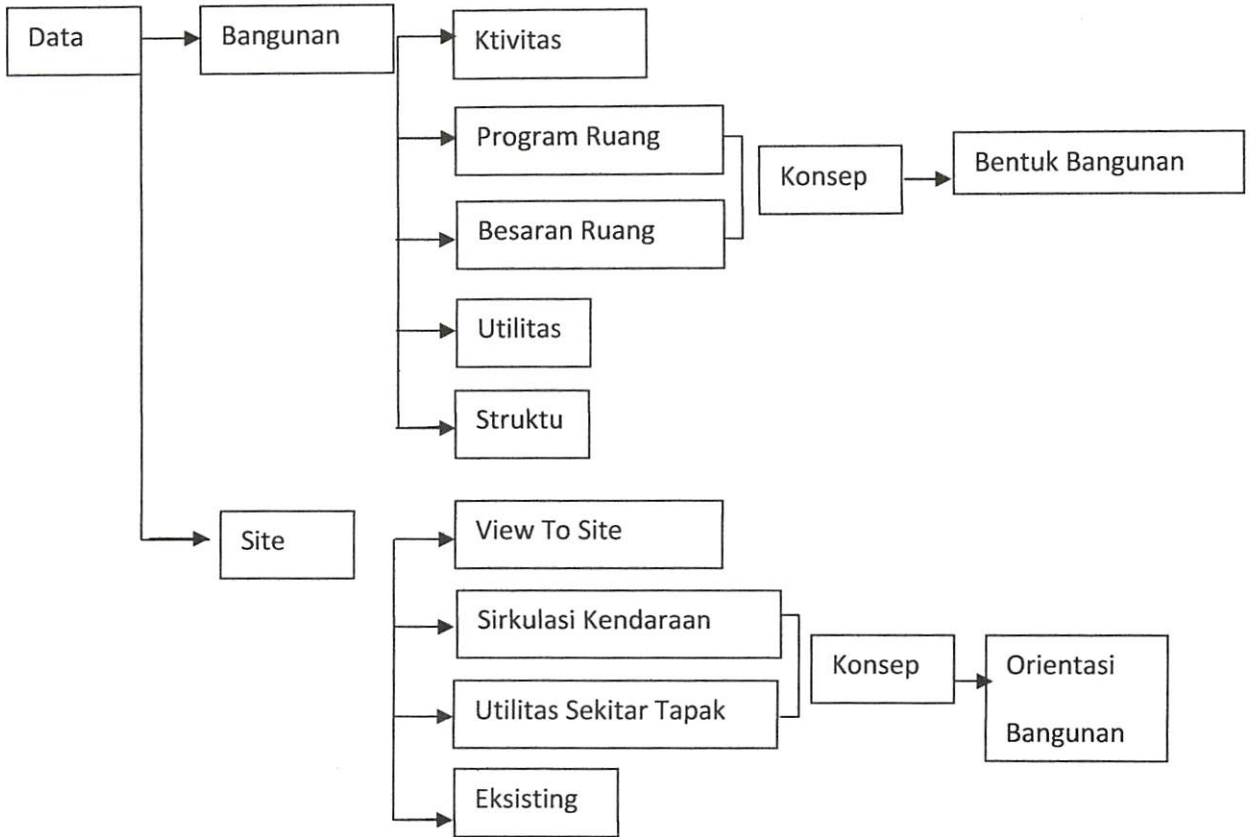 Data
Bangunan
Ktivitas
Program Ruang
Besaran Ruang
Konsep
Bentuk Bangunan
Utilitas
Struktu
Site
View To Site
Sirkulasi Kendaraan
Utilitas Sekitar Tapak
Konsep
Orientasi
Bangunan
Eksisting